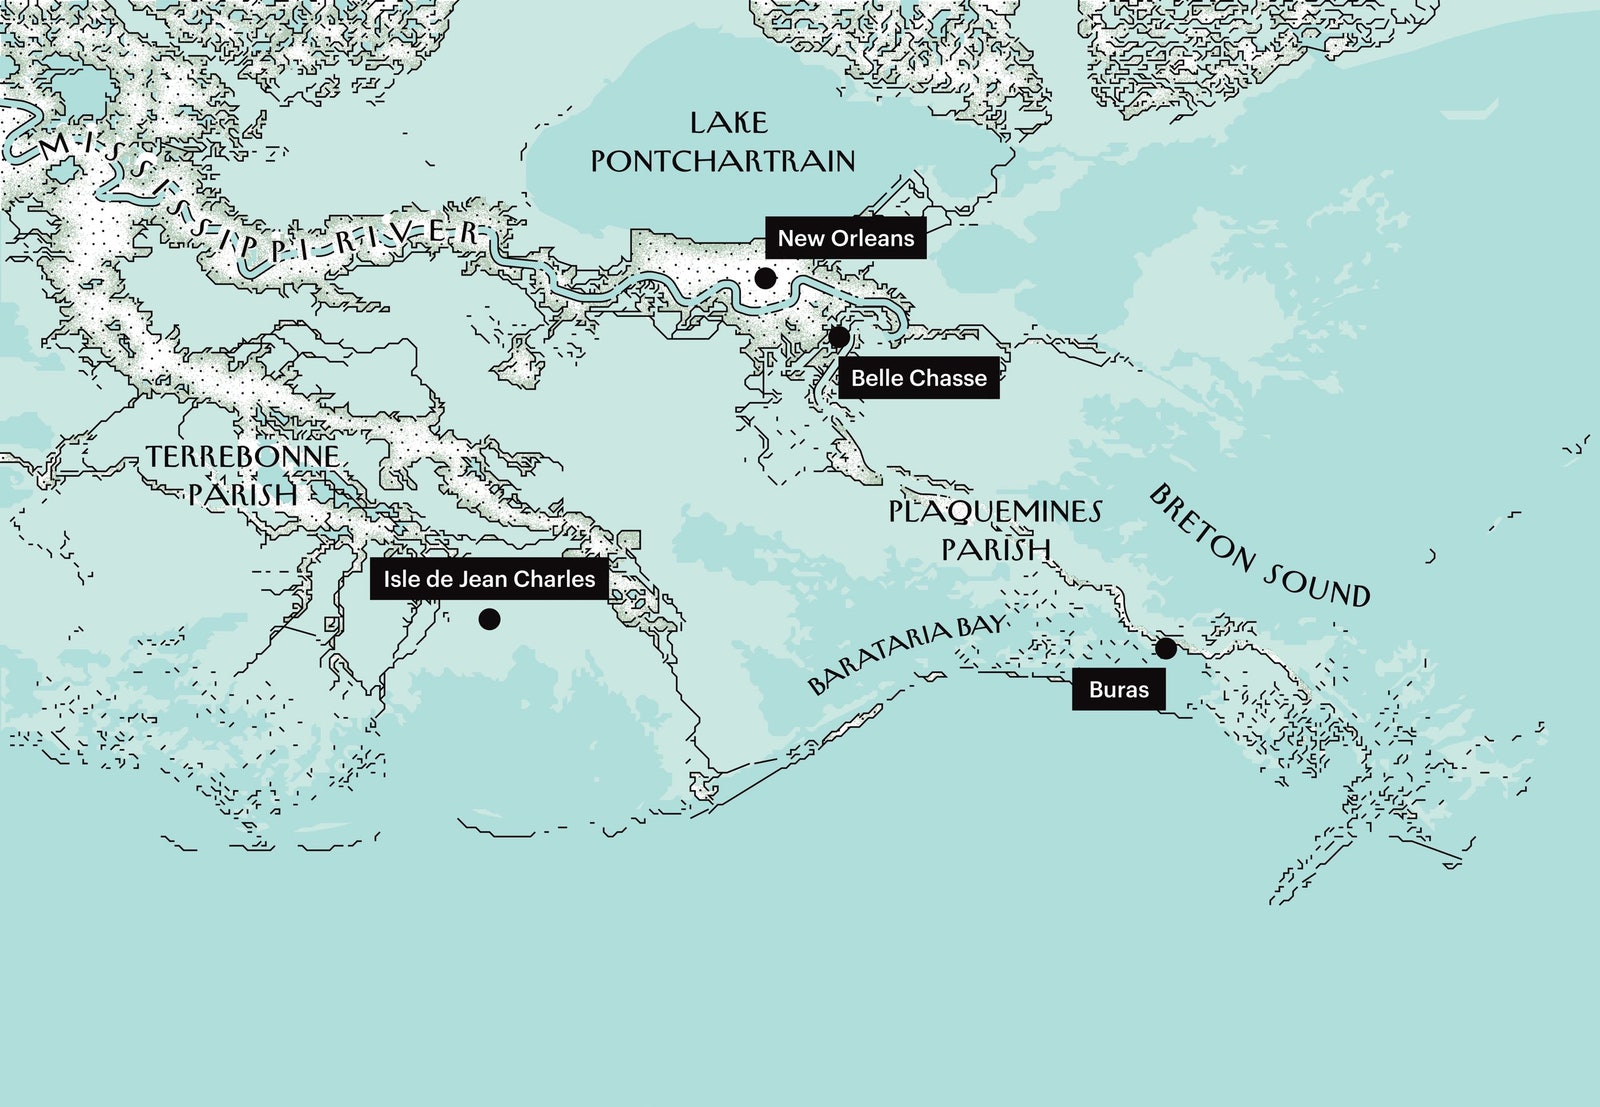 LAKE
PONTCHARTRAIN
MISSISSIPPI RIVER
New Orleans
Belle Chasse
TERREBONNE
PARISH
PLAQUEMINES
PARISH
BRETON SOUND
Isle de Jean Charles
BARATARIA BAY
Buras